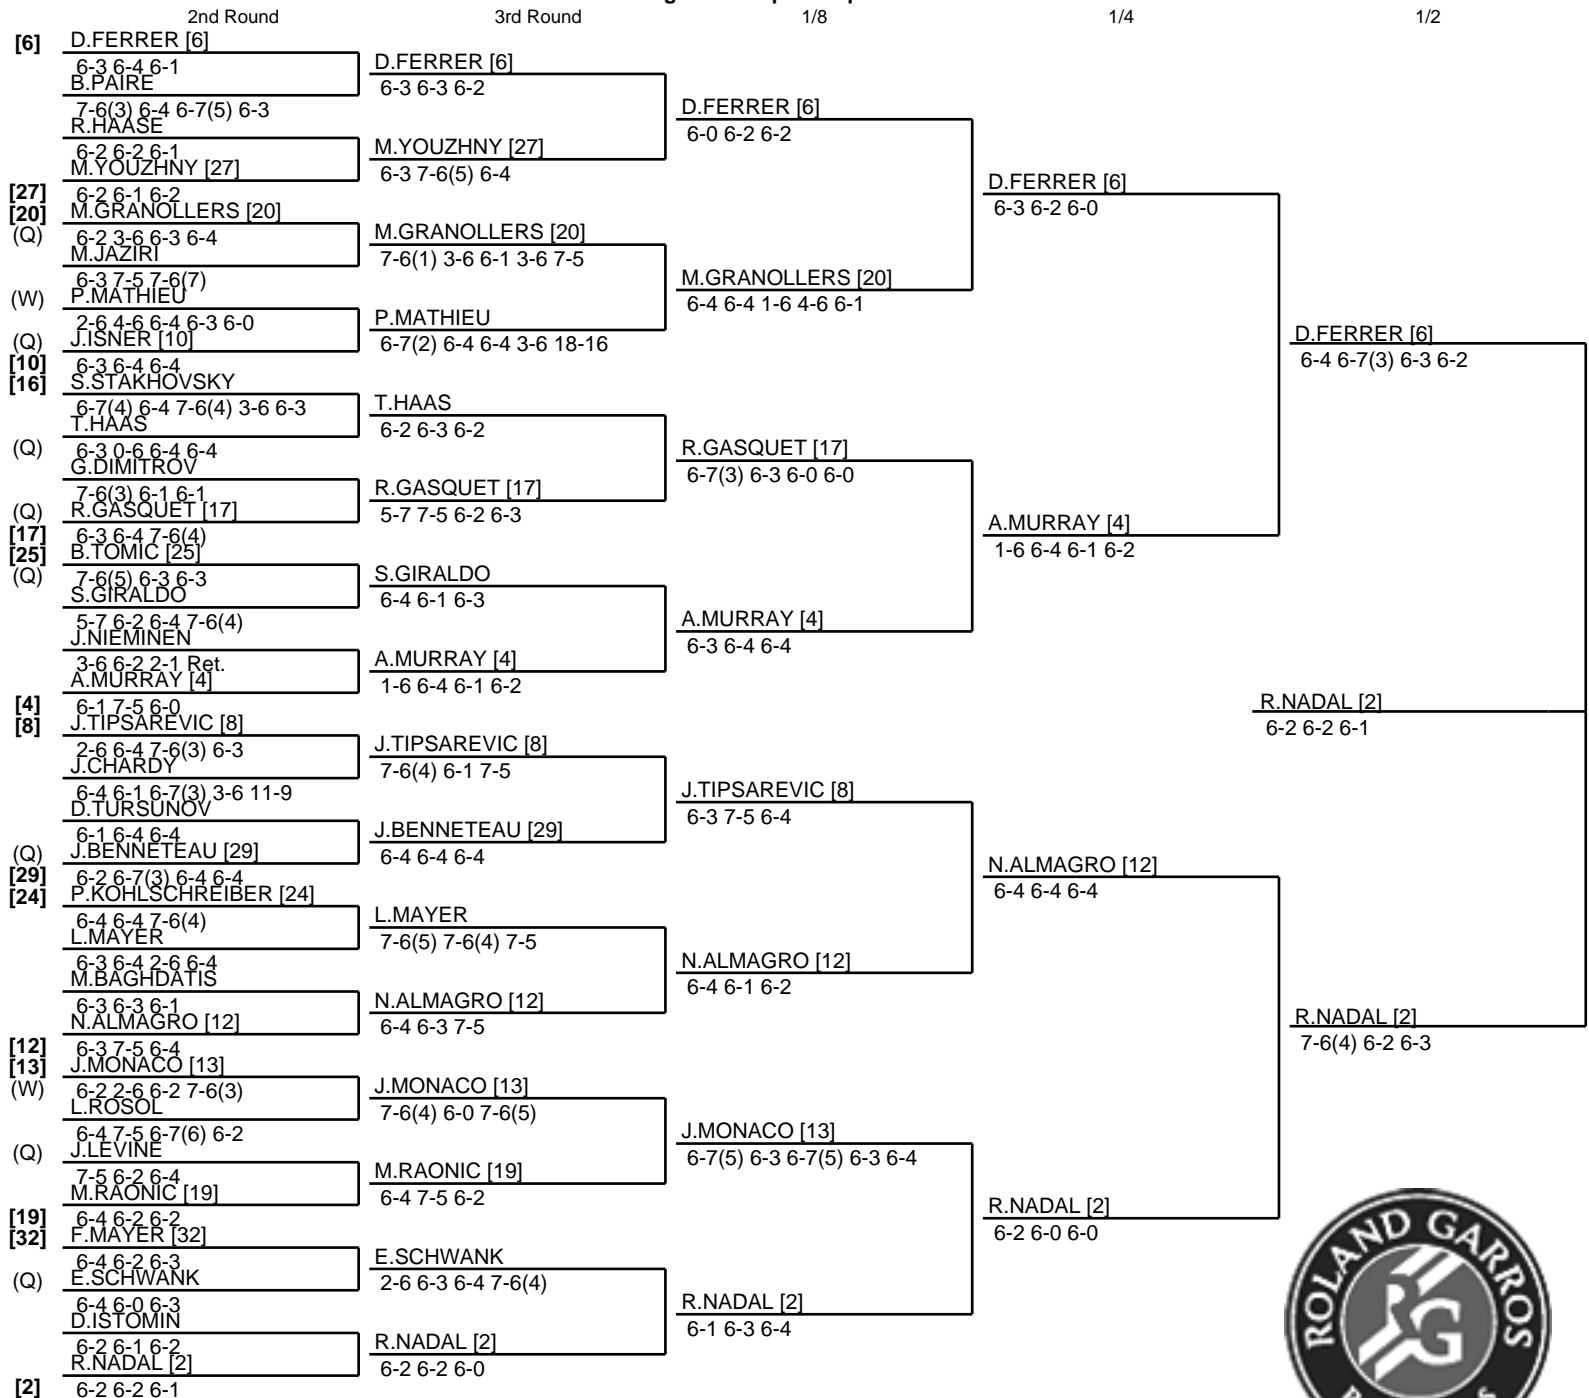 2nd Round 3rd Round 1/8 1/4 1/2
[6] D.FERRER [6]
6-3 6-4 6-1
B.PAIRE
7-6(3) 6-4 6-7(5) 6-3
R.HAASE
6-2 6-2 6-1
M.YOUZHNY [27]
[27] 6-2 6-1 6-2
[20] M.GRANOLLERS [20]
(Q) 6-2 3-6 6-3 6-4
M.JAZIRI
6-3 7-5 7-6(7)
(W) P.MATHIEU
2-6 4-6 6-4 6-3 6-0
(Q) J.ISNER [10]
[10] 6-3 6-4 6-4
[16] S.STAKHOVSKY
6-7(4) 6-4 7-6(4) 3-6 6-3
T.HAAS
(Q) 6-3 0-6 6-4 6-4
G.DIMITROV
7-6(3) 6-1 6-1
(Q) R.GASQUET [17]
[17] 6-3 6-4 7-6(4)
[25] B.TOMIC [25]
(Q) 7-6(5) 6-3 6-3
S.GIRALDO
5-7 6-2 6-4 7-6(4)
J.NIEMINEN
3-6 6-2 2-1 Ret.
A.MURRAY [4]
[4] 6-1 7-5 6-0
[8] J.TIPSAREVIC [8]
2-6 6-4 7-6(3) 6-3
J.CHARDY
6-4 6-1 6-7(3) 3-6 11-9
D.TURSUNOV
6-1 6-4 6-4
(Q) J.BENNETEAU [29]
[29] 6-2 6-7(3) 6-4 6-4
[24] P.KOHLSCHREIBER [24]
6-4 6-4 7-6(4)
L.MAYER
6-3 6-4 2-6 6-4
M.BAGHDATIS
6-3 6-3 6-1
N.ALMAGRO [12]
[12] 6-3 7-5 6-4
[13] J.MONACO [13]
(W) 6-2 2-6 6-2 7-6(3)
L.ROSOL
6-4 7-5 6-7(6) 6-2
(Q) J.LEVINE
7-5 6-2 6-4
M.RAONIC [19]
[19] 6-4 6-2 6-2
[32] F.MAYER [32]
6-4 6-2 6-3
(Q) E.SCHWANK
6-4 6-0 6-3
D.ISTOMIN
6-2 6-1 6-2
R.NADAL [2]
[2] 6-2 6-2 6-1
D.FERRER [6]
6-3 6-3 6-2
M.YOUZHNY [27]
6-3 7-6(5) 6-4
M.GRANOLLERS [20]
7-6(1) 3-6 6-1 3-6 7-5
P.MATHIEU
6-7(2) 6-4 6-4 3-6 18-16
T.HAAS
6-2 6-3 6-2
R.GASQUET [17]
5-7 7-5 6-2 6-3
S.GIRALDO
6-4 6-1 6-3
A.MURRAY [4]
1-6 6-4 6-1 6-2
J.TIPSAREVIC [8]
7-6(4) 6-1 7-5
J.BENNETEAU [29]
6-4 6-4 6-4
L.MAYER
7-6(5) 7-6(4) 7-5
N.ALMAGRO [12]
6-4 6-3 7-5
J.MONACO [13]
7-6(4) 6-0 7-6(5)
M.RAONIC [19]
6-4 7-5 6-2
E.SCHWANK
2-6 6-3 6-4 7-6(4)
R.NADAL [2]
6-2 6-2 6-0
D.FERRER [6]
6-0 6-2 6-2
M.GRANOLLERS [20]
6-4 6-4 1-6 4-6 6-1
R.GASQUET [17]
6-7(3) 6-3 6-0 6-0
A.MURRAY [4]
6-3 6-4 6-4
J.TIPSAREVIC [8]
6-3 7-5 6-4
N.ALMAGRO [12]
6-4 6-1 6-2
J.MONACO [13]
6-7(5) 6-3 6-7(5) 6-3 6-4
R.NADAL [2]
6-1 6-3 6-4
D.FERRER [6]
6-3 6-2 6-0
A.MURRAY [4]
1-6 6-4 6-1 6-2
N.ALMAGRO [12]
6-4 6-4 6-4
R.NADAL [2]
6-2 6-0 6-0
D.FERRER [6]
6-4 6-7(3) 6-3 6-2
R.NADAL [2]
6-2 6-2 6-1
R.NADAL [2]
7-6(4) 6-2 6-3
ROLAND GARROS
RG